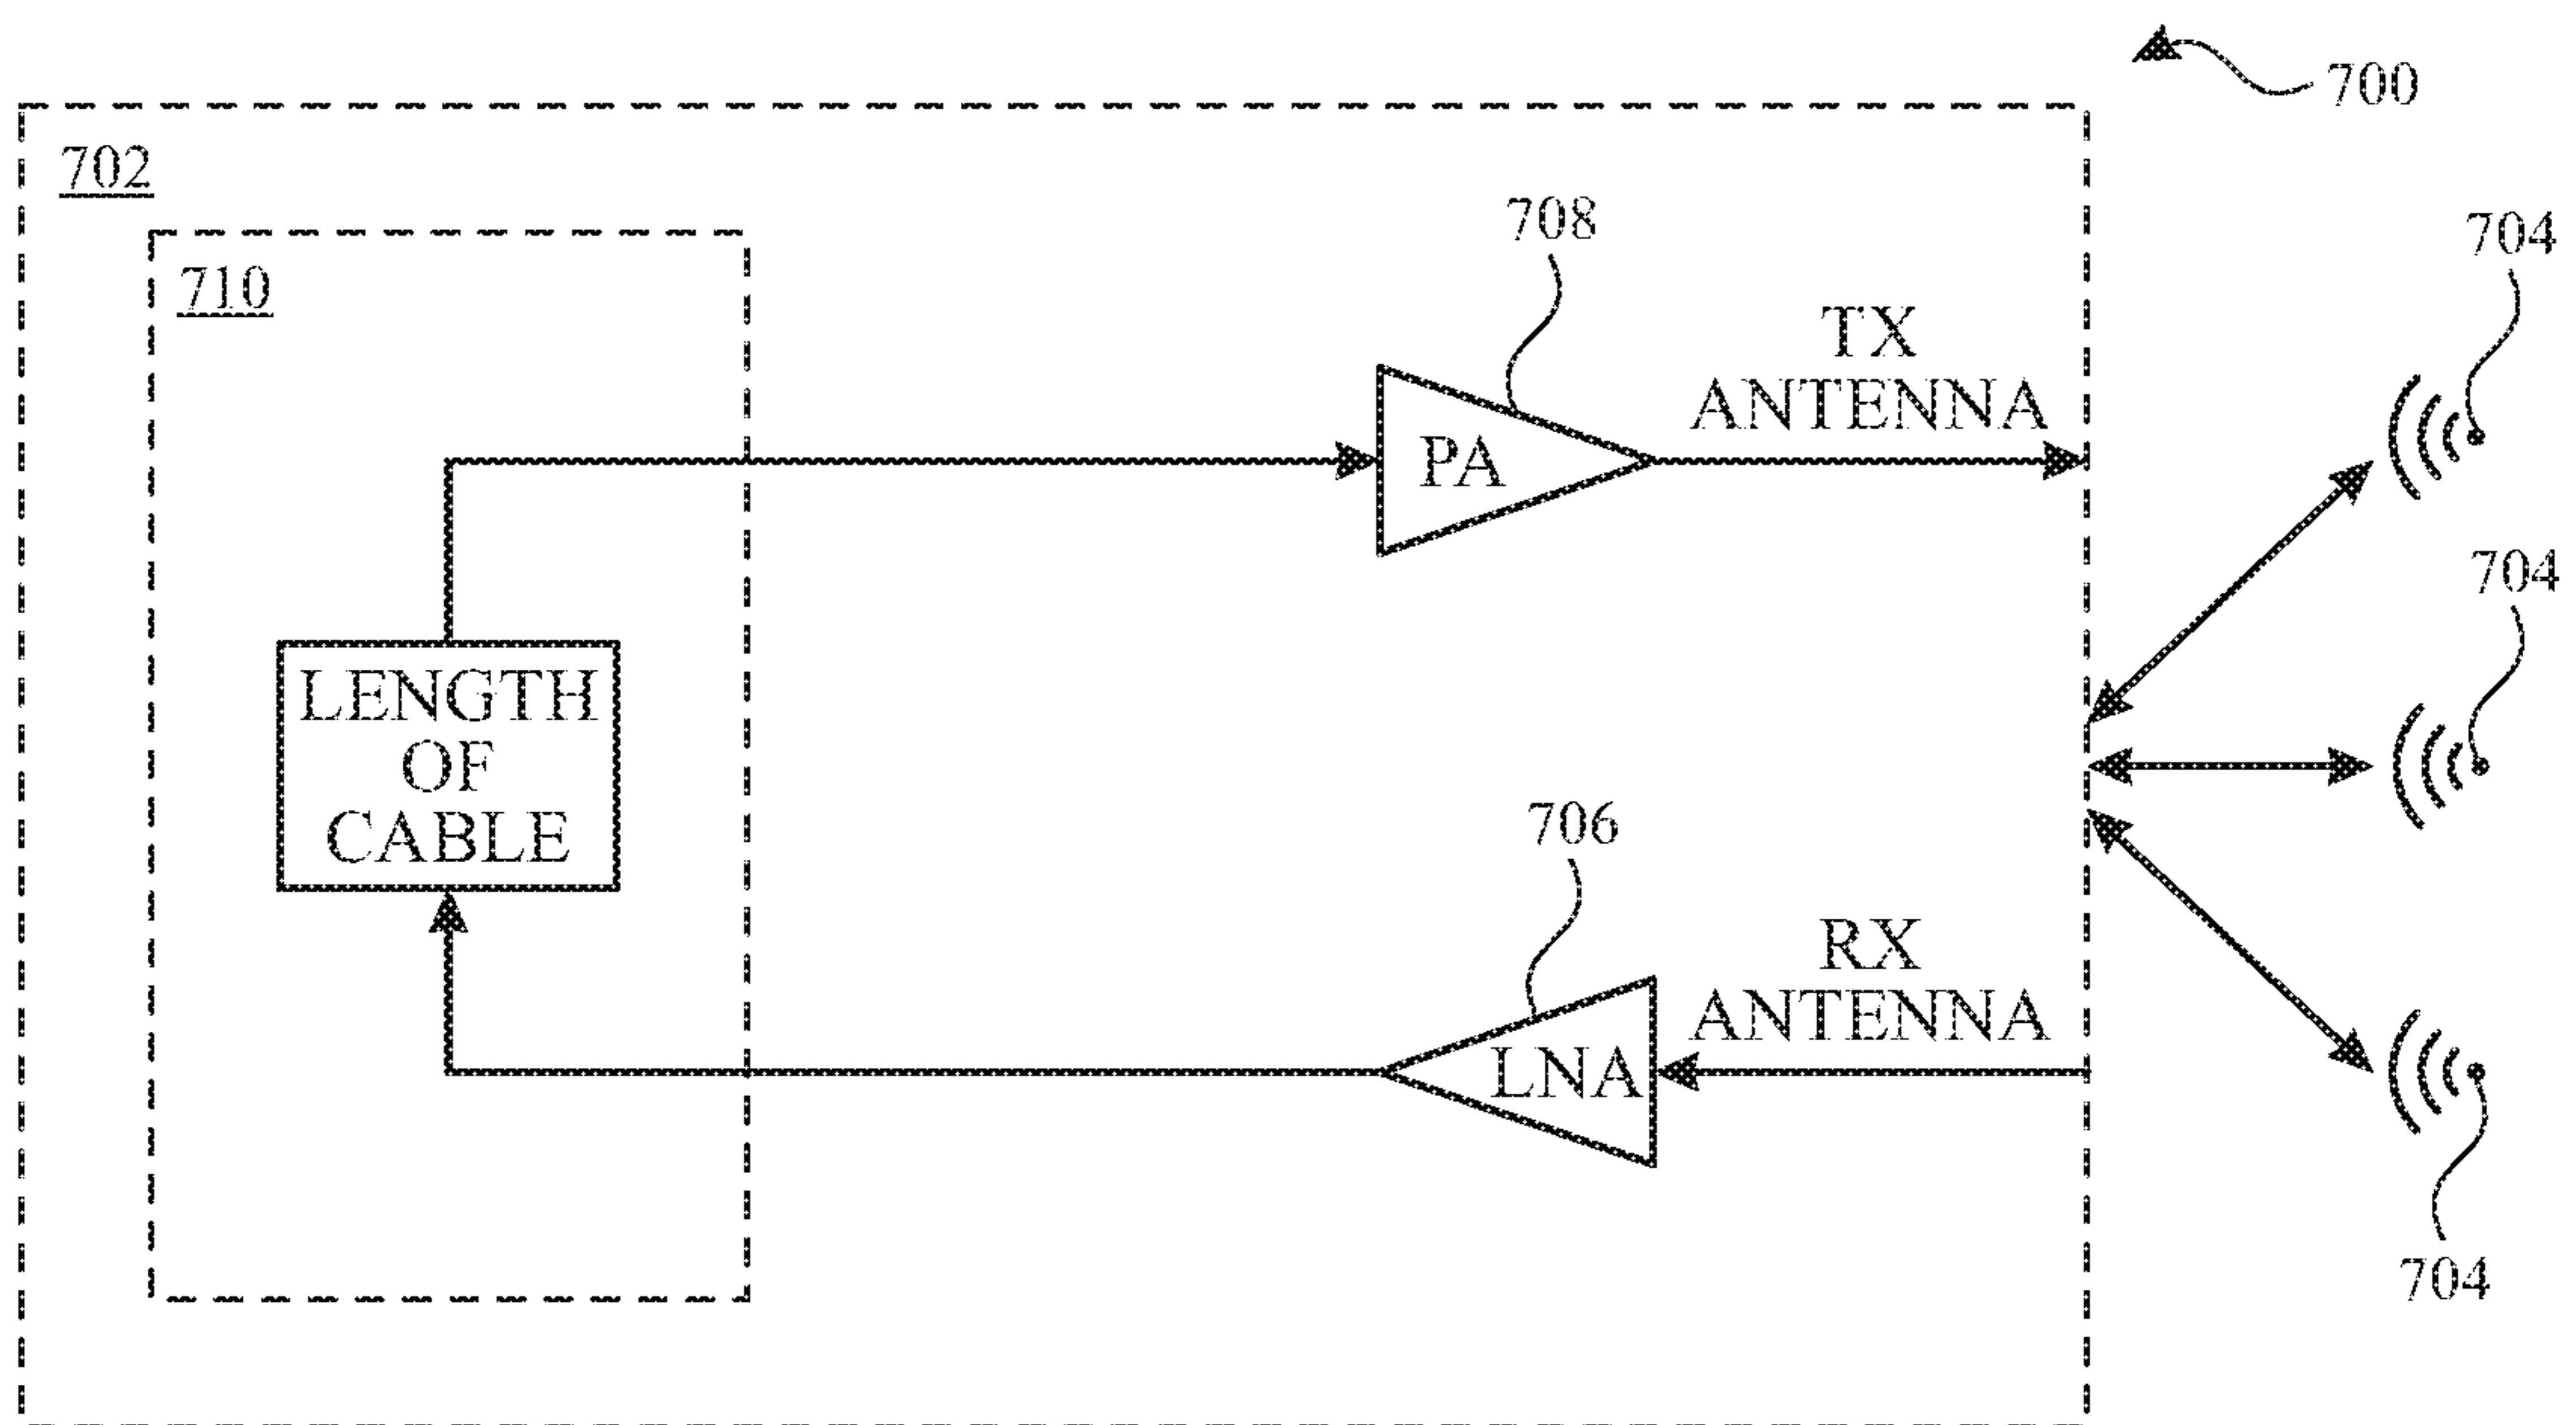 700
702
708
704
710
TX
ANTENNA
PA
704
LENGTH
OF
CABLE
706
RX
ANTENNA
LNA
704